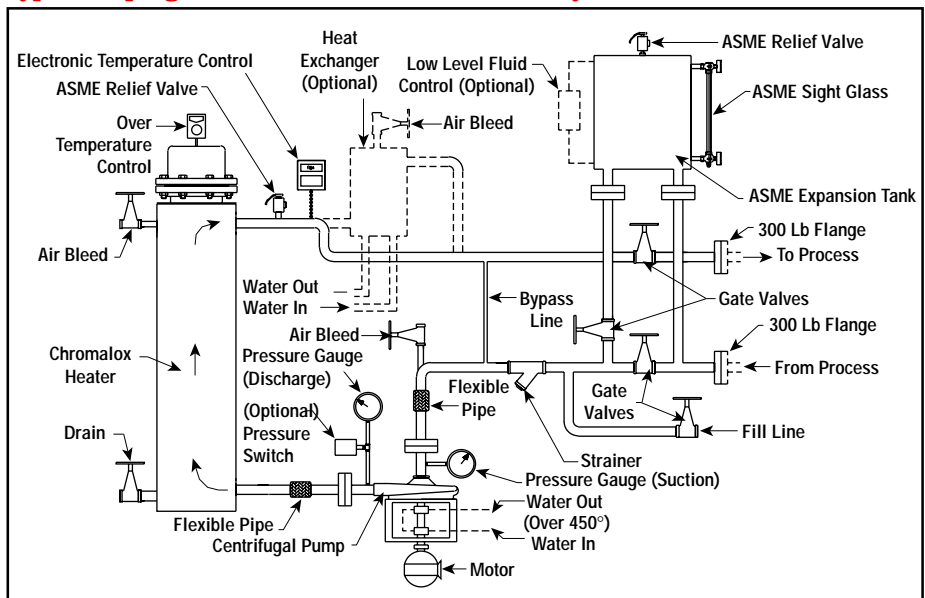 Electronic Temperature Control
ASME Relief Valve
Over
Temperature
Control
Heat
Exchanger
(Optional)
Low Level Fluid
Control (Optional)
ASME Relief Valve
ASME Sight Glass
Air Bleed
ASME Expansion Tank
300 Lb Flange
To Process
Air Bleed
Water Out
Water In
Bypass
Line
Gate Valves
300 Lb Flange
From Process
Air Bleed
Pressure Gauge
(Discharge)
Chromalox
Heater
Flexible
Pipe
Gate
Valves
Fill Line
(Optional)
Pressure
Switch
Drain
Strainer
Pressure Gauge (Suction)
Flexible Pipe
Centrifugal Pump
Water Out
(Over 450°)
Water In
Motor